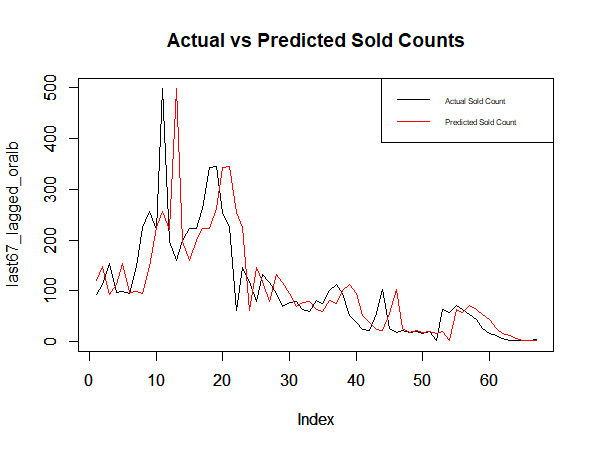 Actual vs Predicted Sold Counts
Actual Sold Count
Predicted Sold Count
last67_lagged_oralb
500
400
300
200
100
0
0 10 20 30 40 50 60
Index